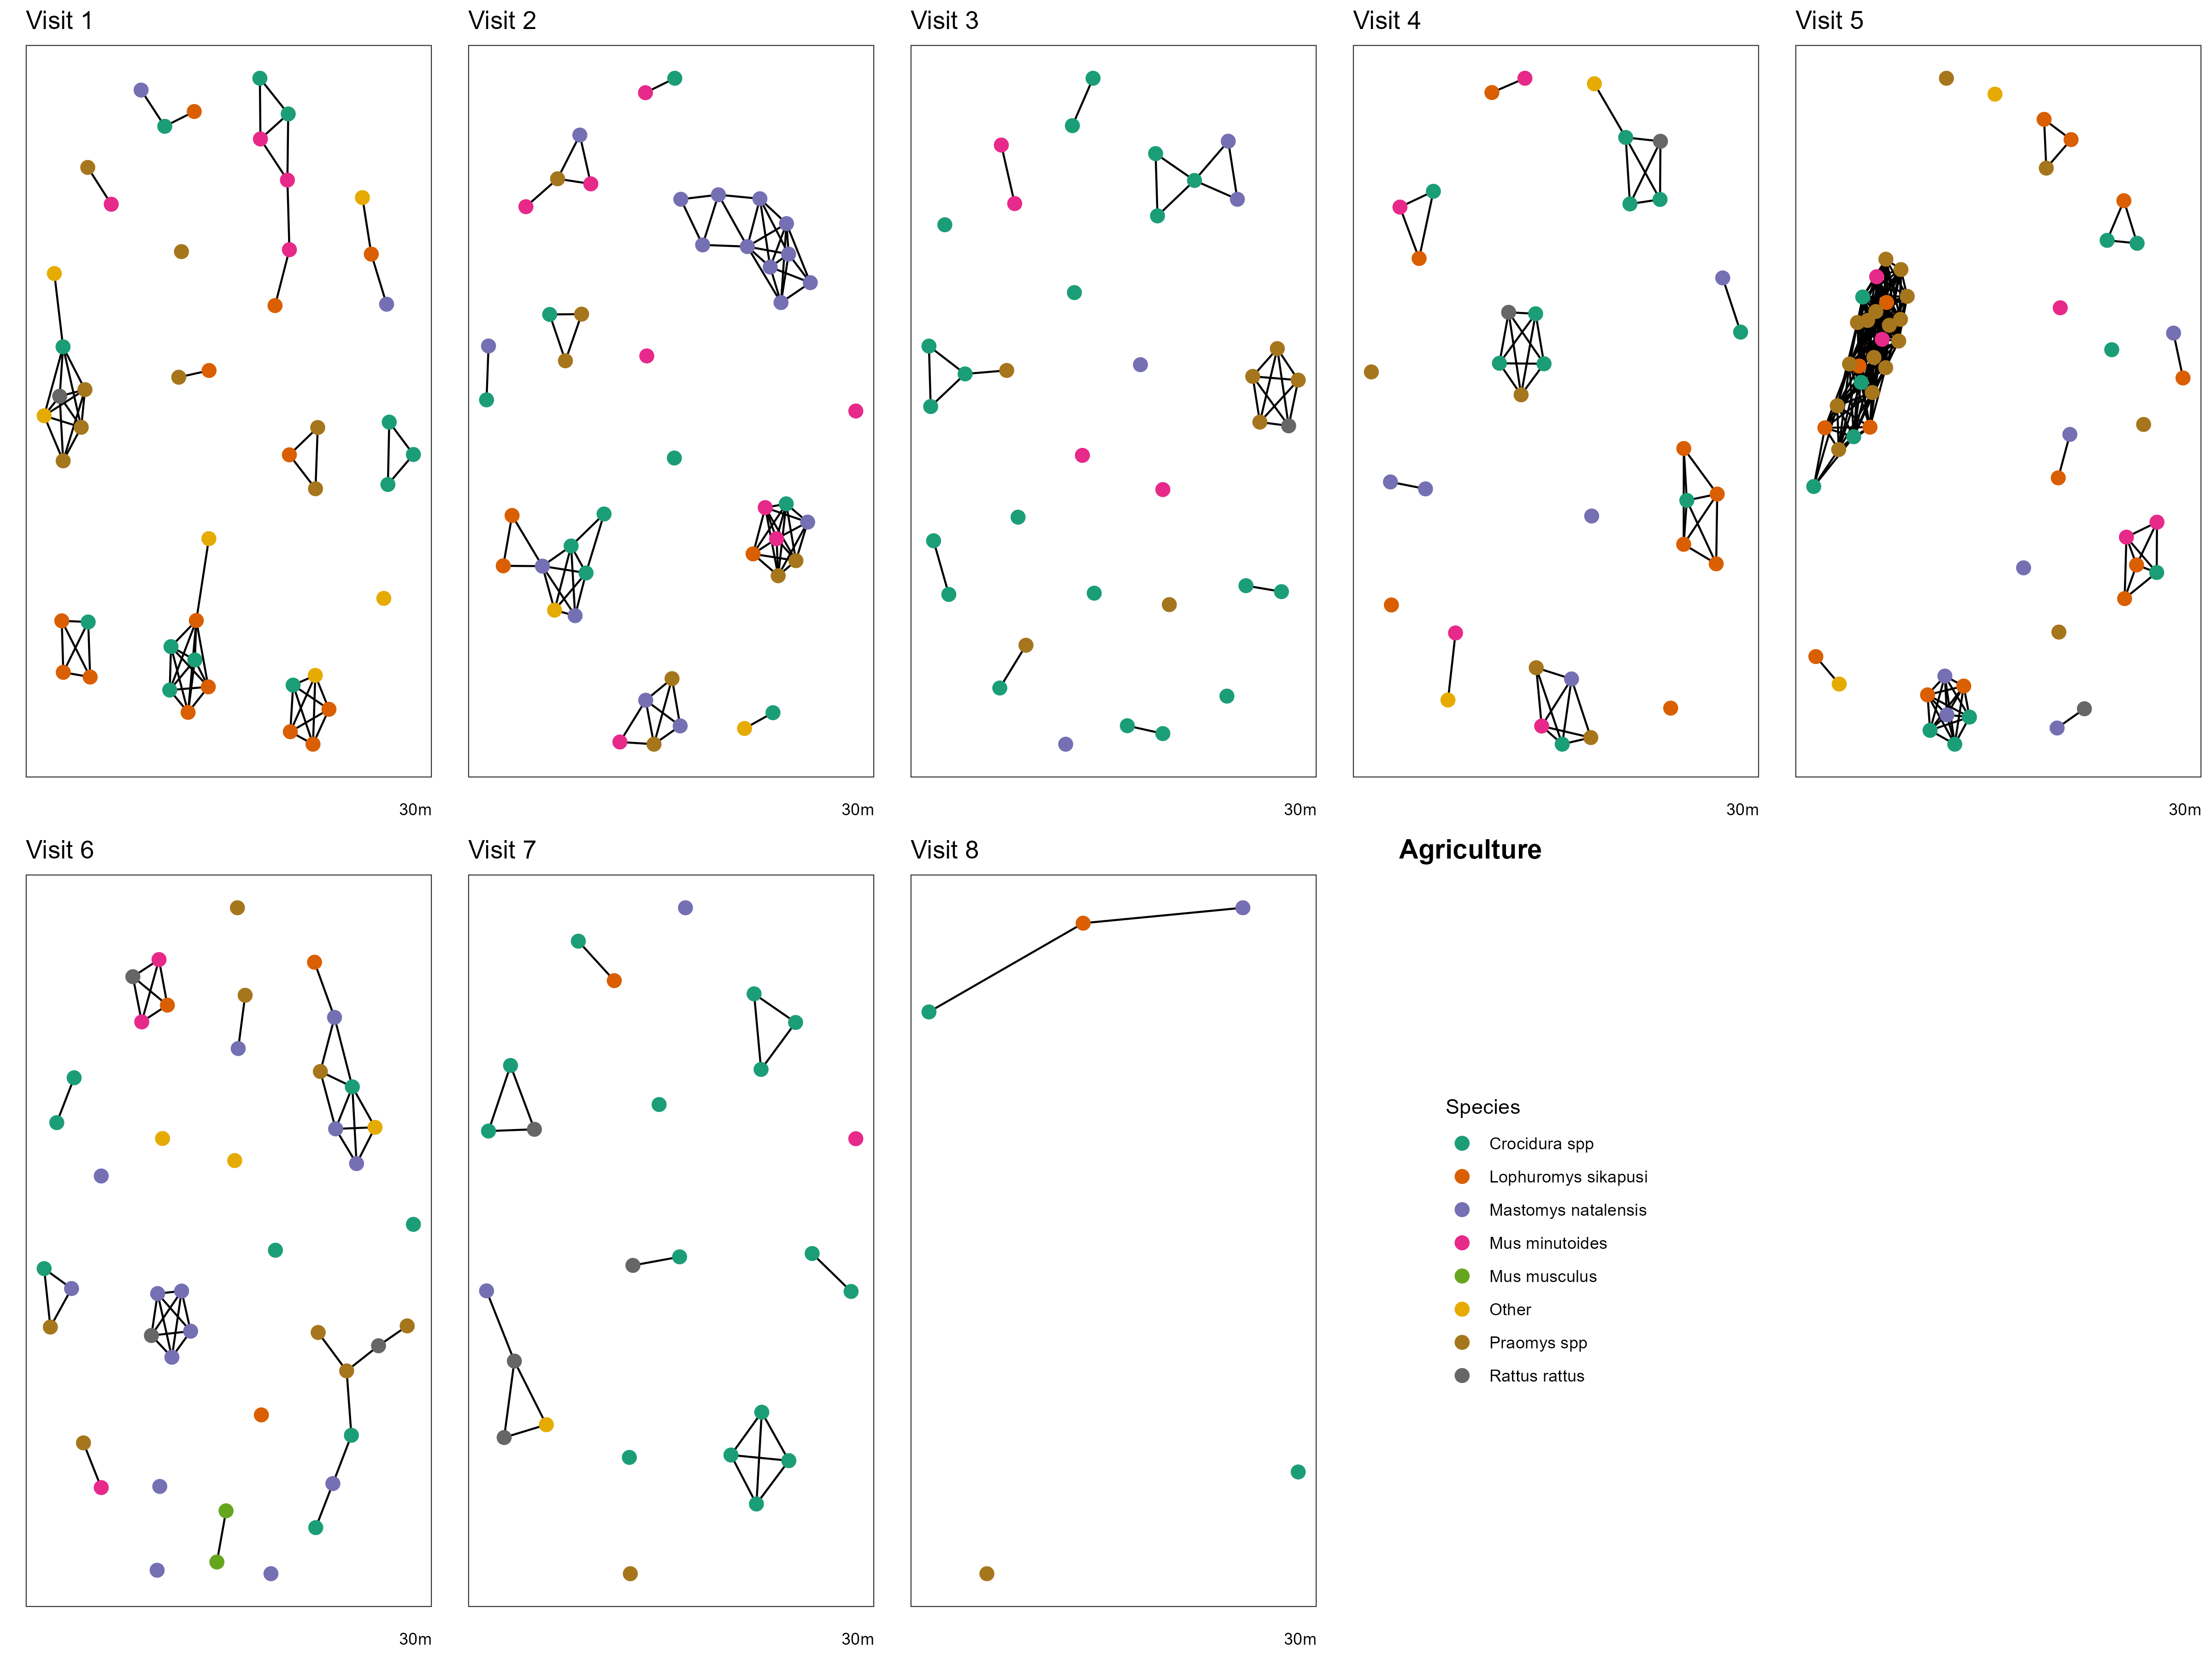 Visit 1
Visit 2
Visit 3
Visit 4
Visit 5
30m
30m
30m
30m
30m
Visit 6
Visit 7
Visit 8
Agriculture
Species
Crocidura spp
Lophuromys sikapusi
Mastomys natalensis
Mus minutoides
Mus musculus
Other
Praomys spp
Rattus rattus
30m
30m
30m